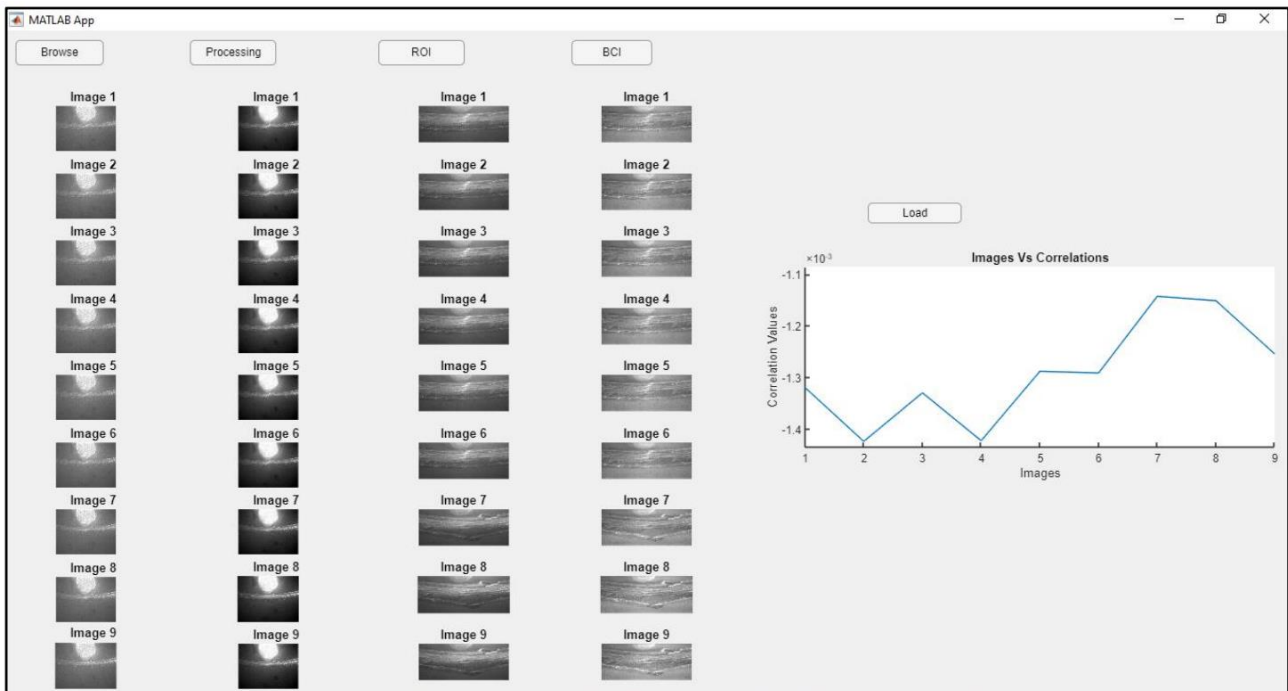 MATLAB App
Browse Processing ROI BCI
Image 1 Image 1 Image 1 Image 1
Image 2 Image 2 Image 2 Image 2
Image 3 Image 3 Image 3 Image 3
Image 4 Image 4 Image 4 Image 4
Image 5 Image 5 Image 5 Image 5
Image 6 Image 6 Image 6 Image 6
Image 7 Image 7 Image 7 Image 7
Image 8 Image 8 Image 8 Image 8
Image 9 Image 9 Image 9 Image 9
Load
Images Vs Correlations
×10⁻³
-1.1
-1.2
-1.3
-1.4
Correlation Values
1 2 3 4 5 6 7 8 9
Images